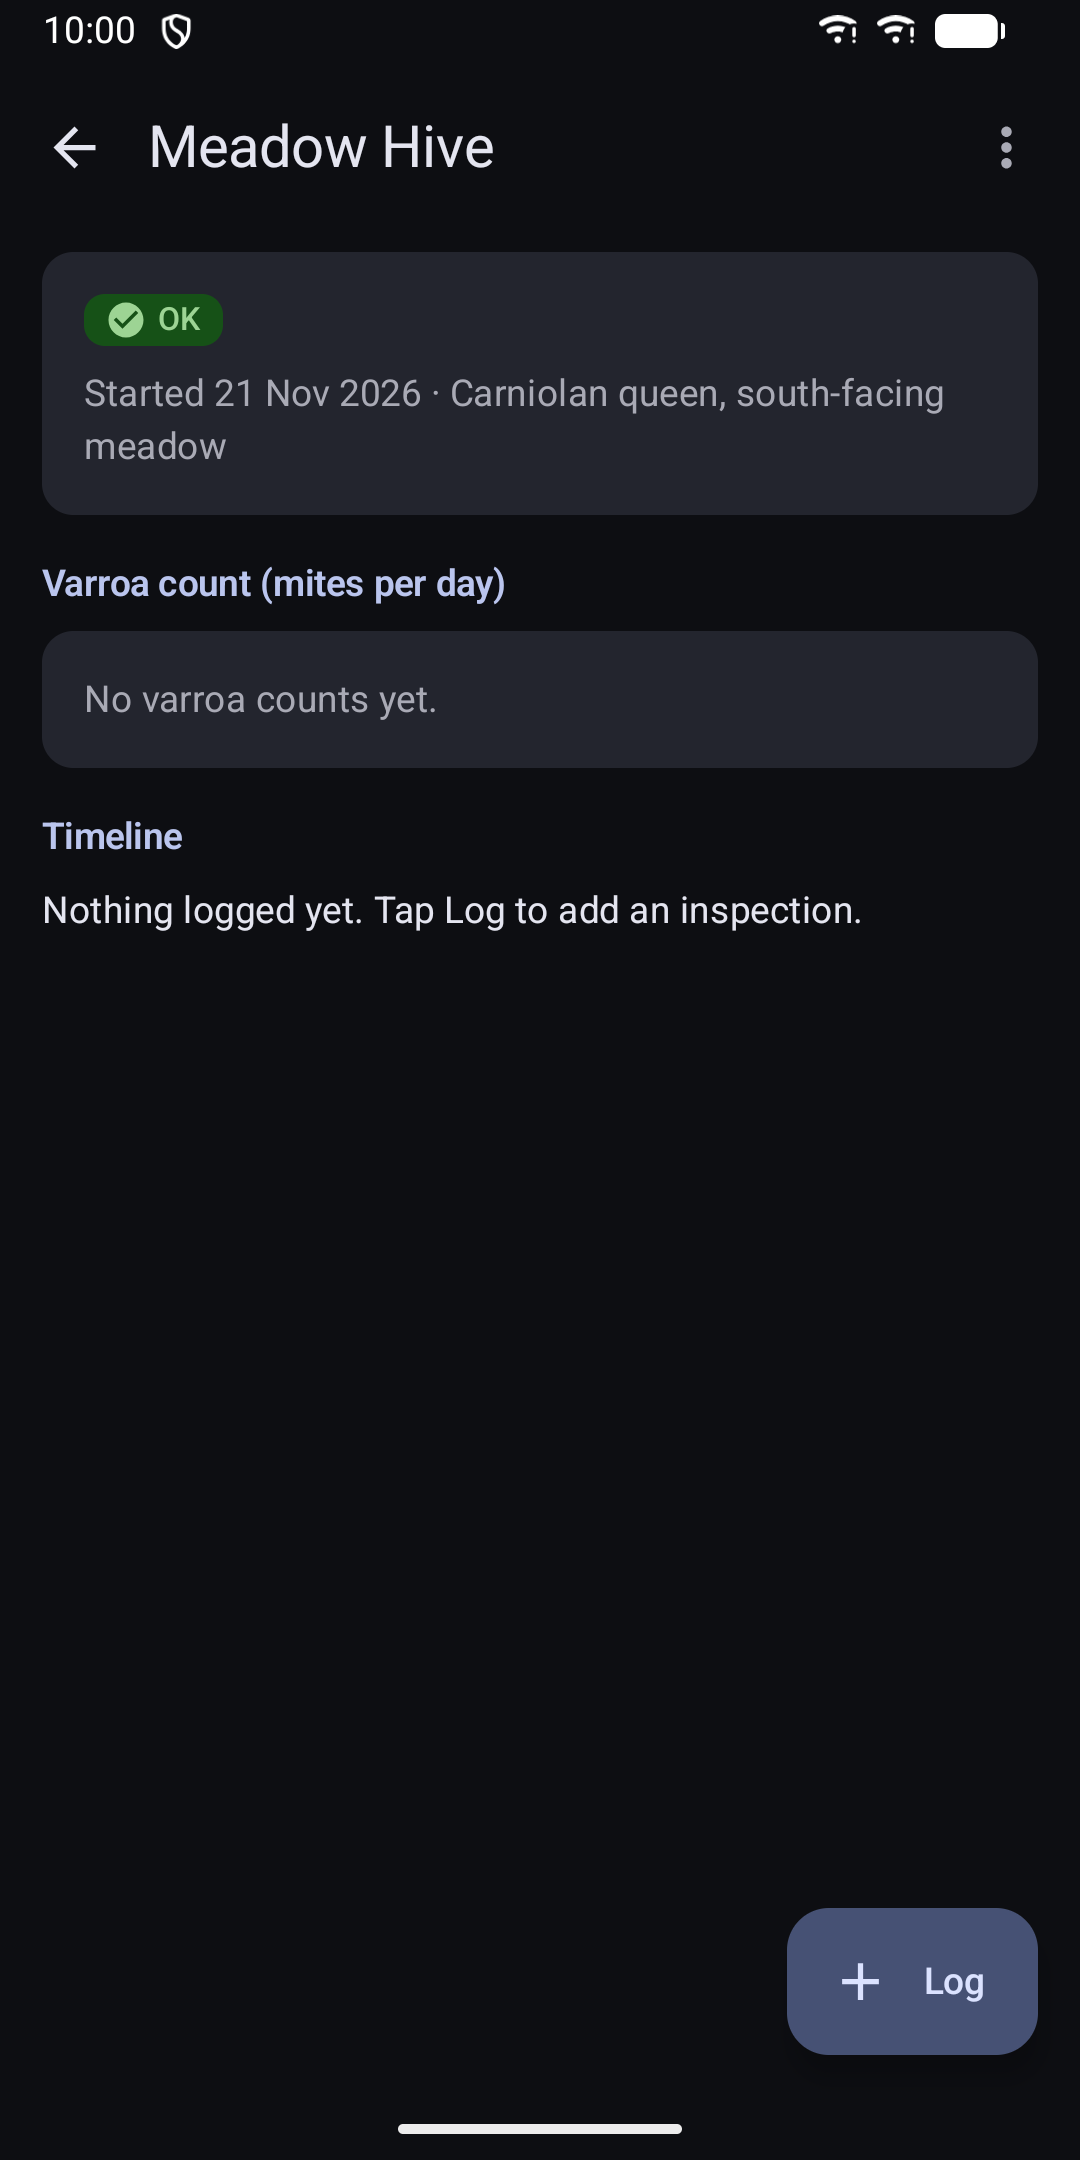 10:00
Meadow Hive
OK
Started 21 Nov 2026 · Carniolan queen, south-facing
meadow
Varroa count (mites per day)
No varroa counts yet.
Timeline
Nothing logged yet. Tap Log to add an inspection.
Log